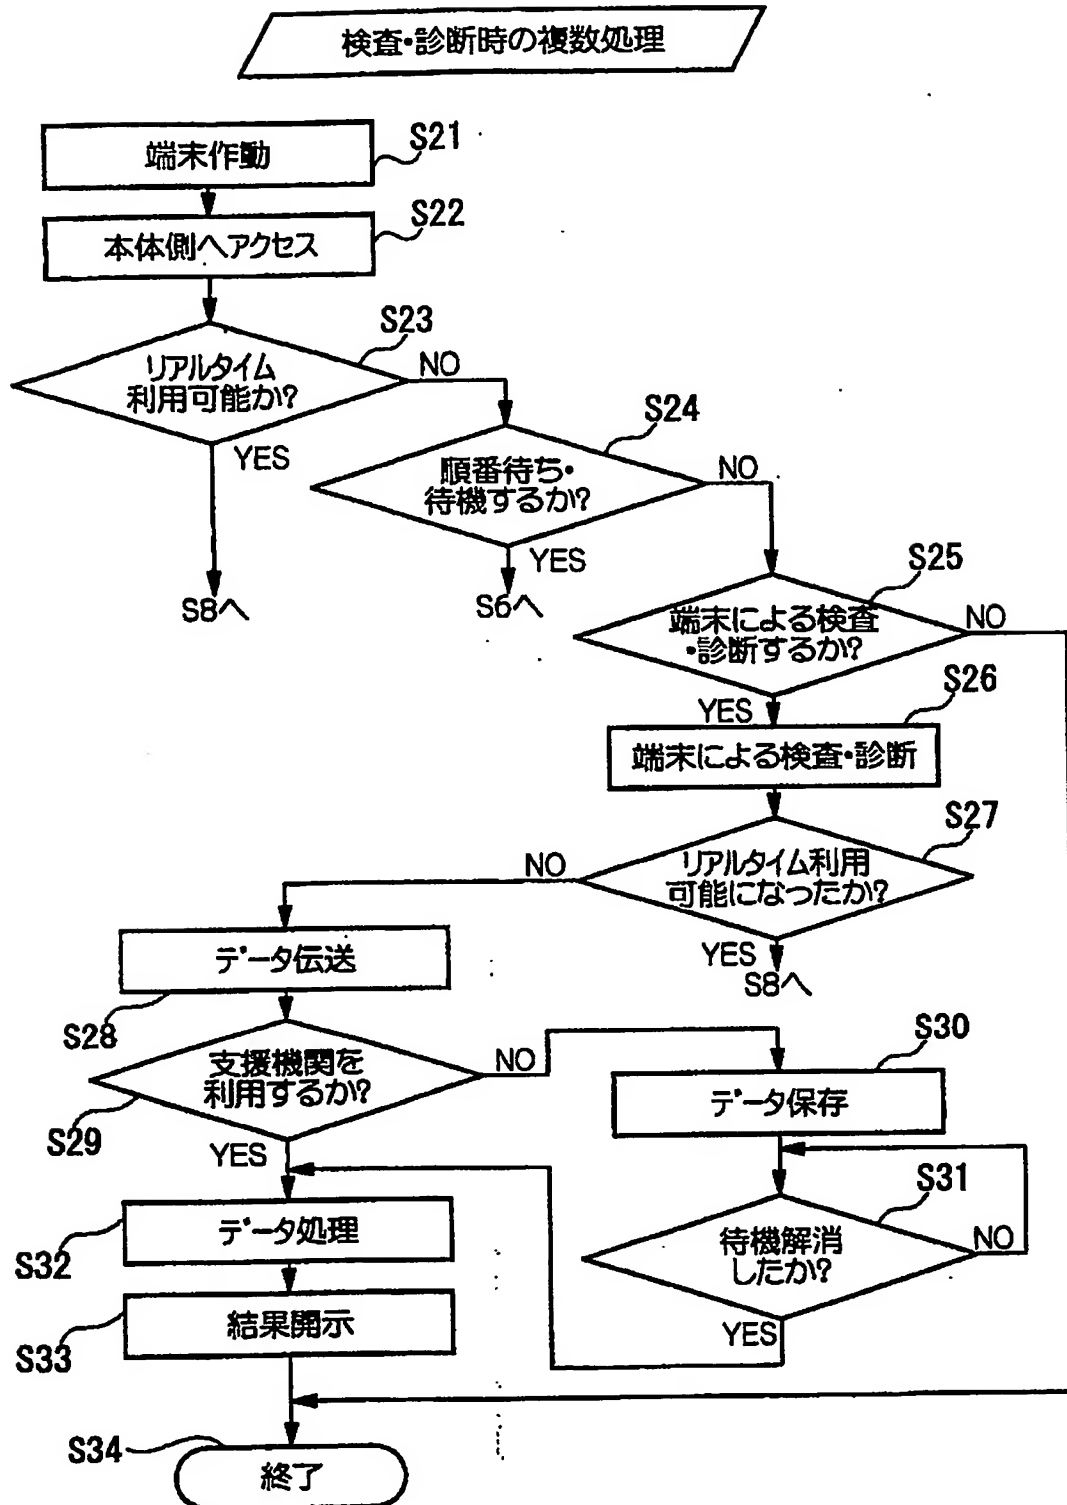 検査・診断時の複数処理
端末作動
S21
本体側へアクセス
S22
リアルタイム
利用可能か?
S23
NO
YES
S8へ
順番待ち・
待機するか?
S24
NO
YES
S6へ
端末による検査
・診断するか?
S25
NO
YES
端末による検査・診断
S26
リアルタイム利用
可能になったか?
S27
NO
YES
S8へ
データ伝送
S28
支援機関を
利用するか?
S29
NO
YES
データ保存
S30
待機解消
したか?
S31
NO
YES
データ処理
S32
結果開示
S33
終了
S34